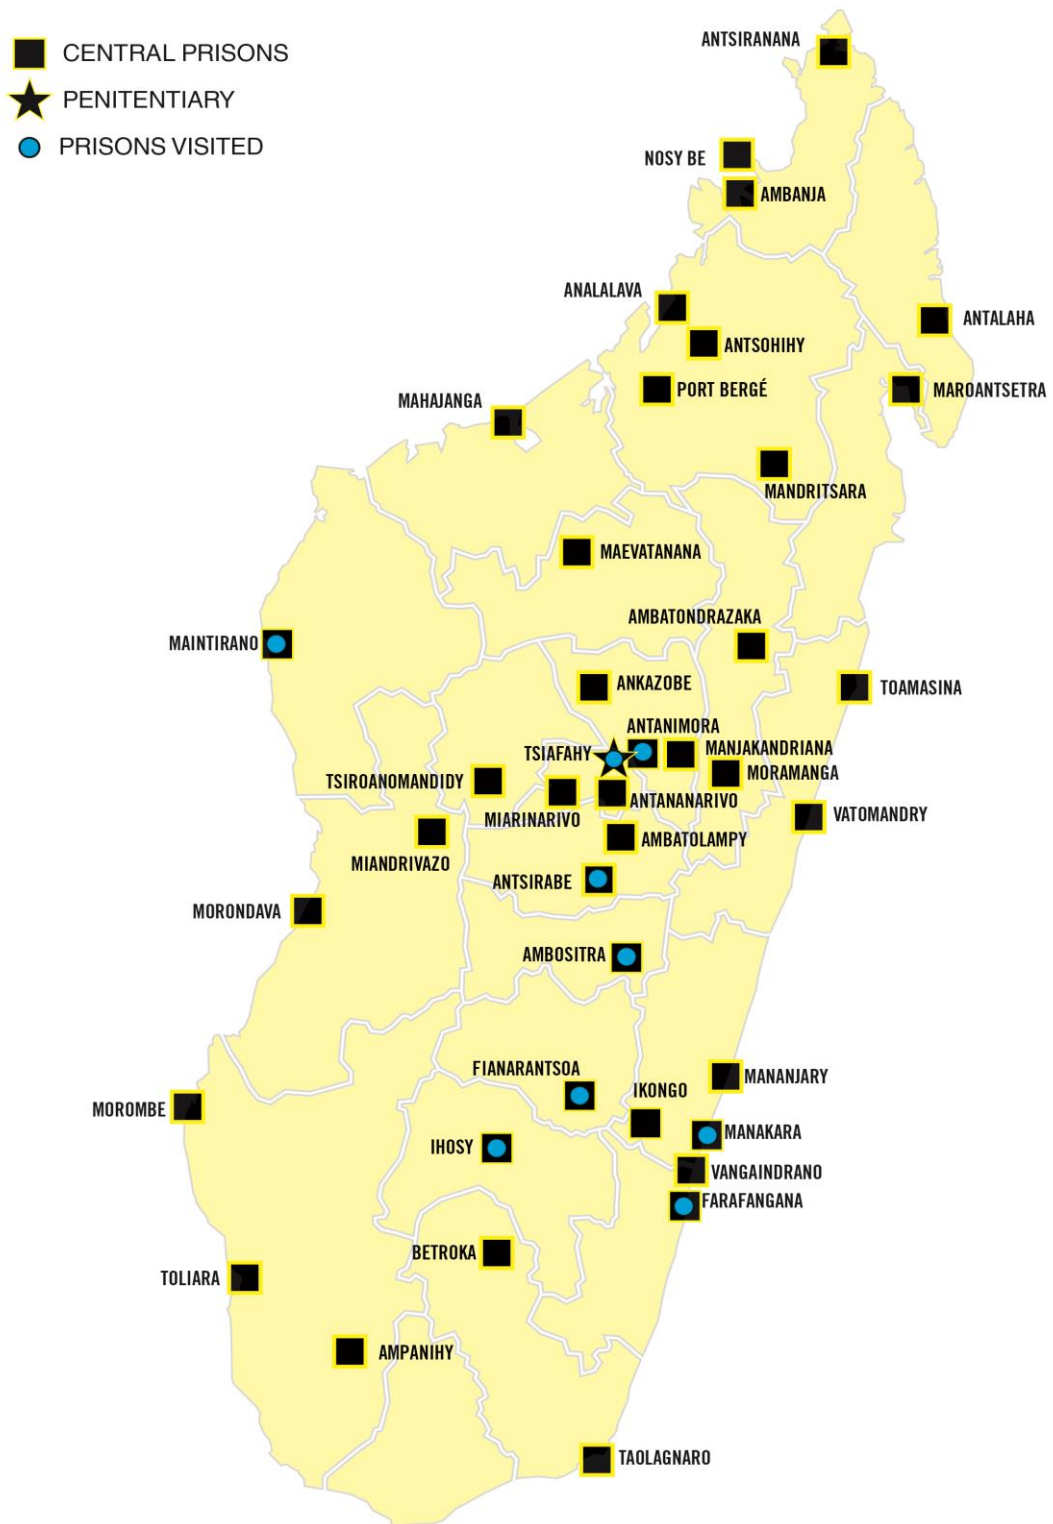 CENTRAL PRISONS
PENITENTIARY
PRISONS VISITED
ANTSIRANANA
NOSY BE
AMBANJA
ANALALAVA
ANTALAHA
ANTSOHIHY
PORT BERGÉ
MAROANTSETRA
MAHAJANGA
MANDRITSARA
MAEVATANANA
AMBATONDRAZAKA
MAINTIRANO
ANKAZOBE
TOAMASINA
ANTANIMORA
TSIAFAHY
MANJAKANDRIANA
MORAMANGA
TSIROANOMANDIDY
ANTANANARIVO
VATOMANDRY
MIARINARIVO
AMBATOLAMPY
MIANDRIVAZO
ANTSIRABE
MORONDAVA
AMBOSITRA
FIANARANTSOA
MANANJARY
IKONGO
MOROMBE
MANAKARA
IHOSY
VANGAINDRANO
FARAFANGANA
BETROKA
TOLIARA
AMPANIHY
TAOLAGNARO